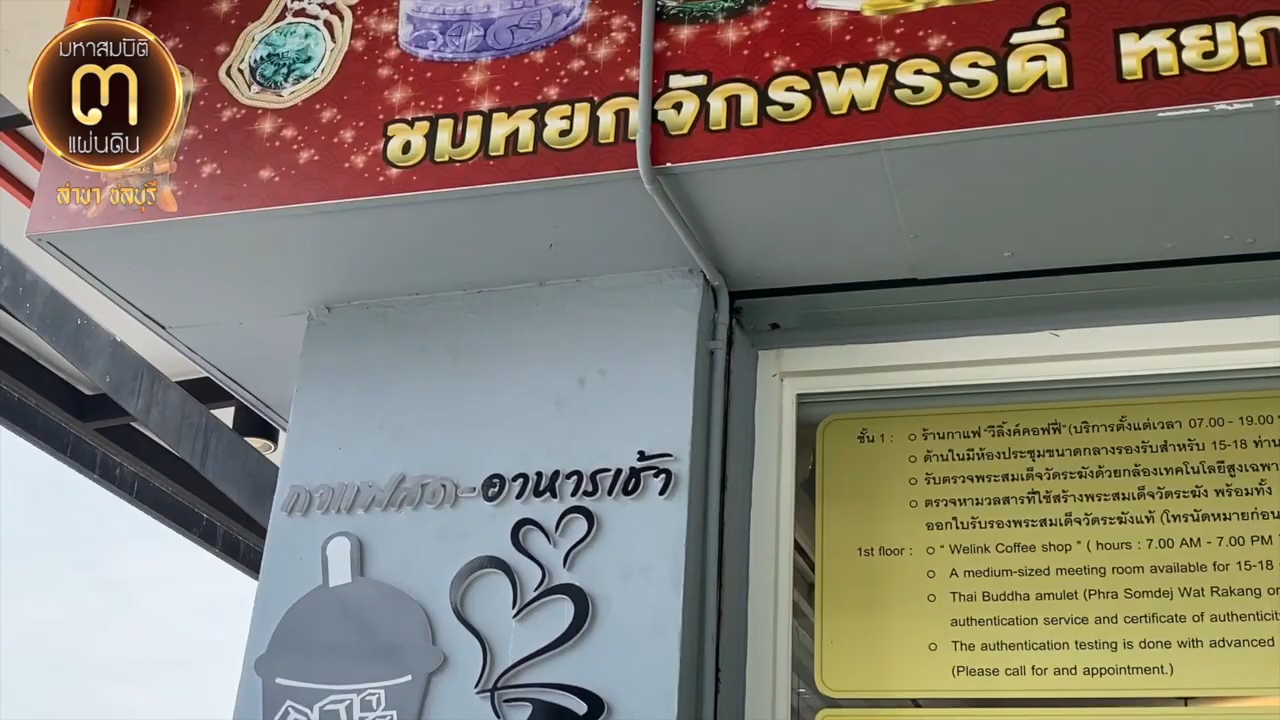 มหาสมบัติ
๓
แผ่นดิน
สาขา ชลบุรี
ชมหยกจักรพรรดิ์ หยก
กาแฟสด-อาหารเช้า
ชั้น 1 : ร้านกาแฟ "วีลิ้งค์คอฟฟี่" (บริการตั้งแต่เวลา 07.00 - 19.00
ด้านในมีห้องประชุมขนาดกลางรองรับสำหรับ 15-18 ท่าน
รับตรวจพระสมเด็จวัดระฆังด้วยกล้องเทคโนโลยีสูงเฉพา
ตรวจหามวลสารที่ใช้สร้างพระสมเด็จวัดระฆัง พร้อมทั้ง
ออกใบรับรองพระสมเด็จวัดระฆังแท้ (โทรนัดหมายก่อน
1st floor : " Welink Coffee shop " ( hours : 7.00 AM - 7.00 PM )
A medium-sized meeting room available for 15-18
Thai Buddha amulet (Phra Somdej Wat Rakang or
authentication service and certificate of authenticit
The authentication testing is done with advanced
(Please call for and appointment.)